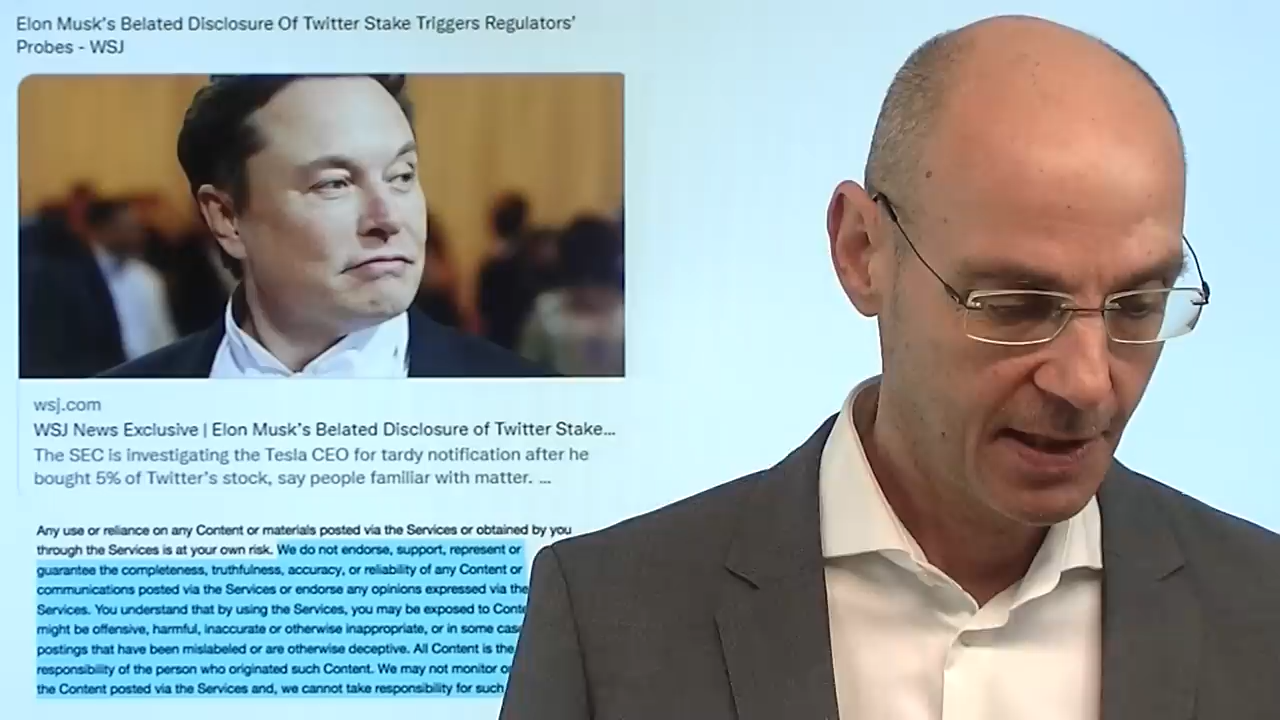 Elon Musk's Belated Disclosure Of Twitter Stake Triggers Regulators'
Probes - WSJ
wsj.com
WSJ News Exclusive | Elon Musk's Belated Disclosure of Twitter Stake...
The SEC is investigating the Tesla CEO for tardy notification after he
bought 5% of Twitter's stock, say people familiar with matter. ...
Any use or reliance on any Content or materials posted via the Services or obtained by you
through the Services is at your own risk. We do not endorse, support, represent or
guarantee the completeness, truthfulness, accuracy, or reliability of any Content or
communications posted via the Services or endorse any opinions expressed via the
Services. You understand that by using the Services, you may be exposed to
might be offensive, harmful, inaccurate or otherwise inappropriate, or in some
postings that have been mislabeled or are otherwise deceptive. All Content is the
responsibility of the person who originated such Content. We may not monitor
the Content posted via the Services and, we cannot take responsibility for such